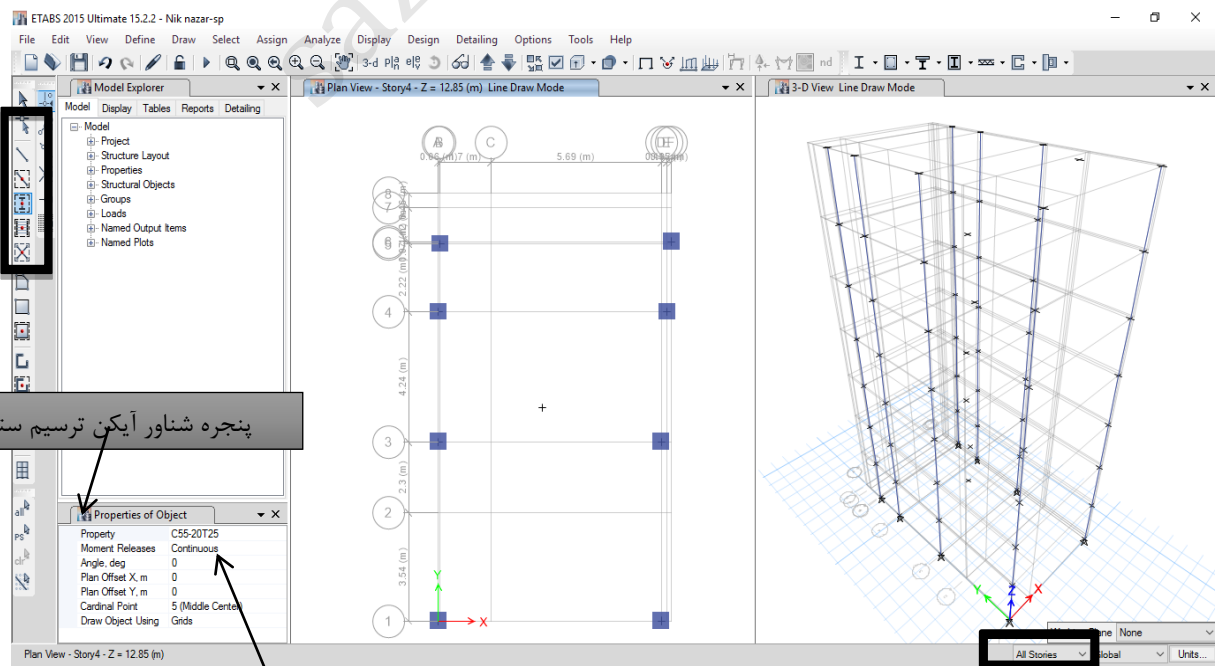 ETABS 2015 Ultimate 15.2.2 - Nik nazar-sp
File Edit View Define Draw Select Assign Analyze Display Design Detailing Options Tools Help
3-d
nd
Model Explorer
Model Display Tables Reports Detailing
Model
Project
Structure Layout
Properties
Structural Objects
Groups
Loads
Named Output Items
Named Plots
Plan View - Story4 - Z = 12.85 (m) Line Draw Mode
3-D View Line Draw Mode
C
5.69 (m)
8
7
2.22 (m)
4
4.24 (m)
3
2.3 (m)
2
3.54 (m)
1
Y
X
Y
Z
X
پنجره شناور آیکن ترسیم
all
PS
clr
Properties of Object
Property C55-20T25
Moment Releases Continuous
Angle, deg 0
Plan Offset X, m 0
Plan Offset Y, m 0
Cardinal Point 5 (Middle Center)
Draw Object Using Grids
Plane None
Plan View - Story4 - Z = 12.85 (m)
All Stories
Global
Units...